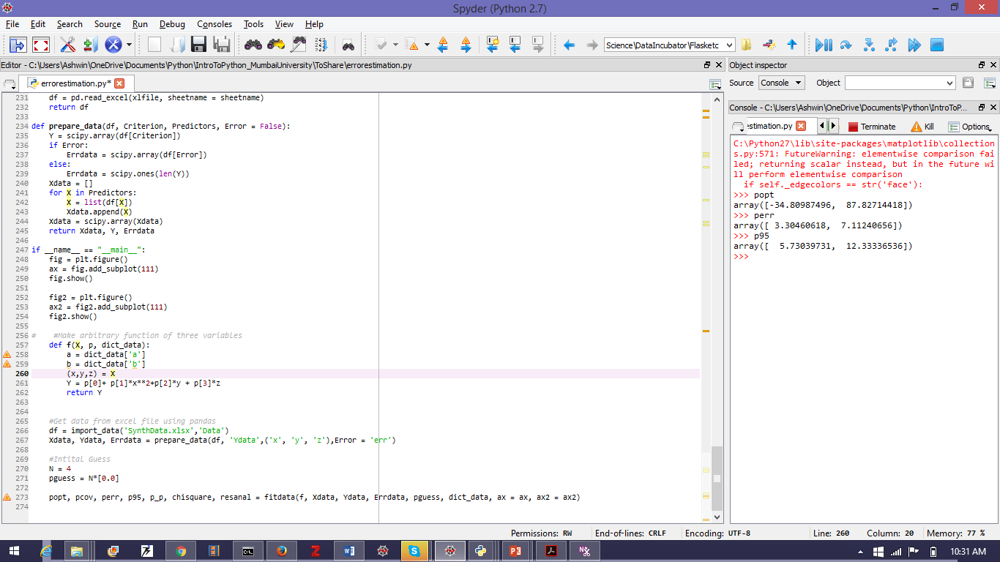 Spyder (Python 2.7)
File Edit Search Source Run Debug Consoles Tools View Help
Science\DataIncubator\Flasketc
Editor - C:\Users\Ashwin\OneDrive\Documents\Python\IntroToPython_MumbaiUniversity\ToShare\errorestimation.py
errorestimation.py*
231 df = pd.read_excel(xlfile, sheetname = sheetname)
232 return df
233
234 def prepare_data(df, Criterion, Predictors, Error = False):
235 Y = scipy.array(df[Criterion])
236 if Error:
237 Errdata = scipy.array(df[Error])
238 else:
239 Errdata = scipy.ones(len(Y))
240 Xdata = []
241 for X in Predictors:
242 X = list(df[X])
243 Xdata.append(X)
244 Xdata = scipy.array(Xdata)
245 return Xdata, Y, Errdata
246
247 if __name__ == "__main__":
248 fig = plt.figure()
249 ax = fig.add_subplot(111)
250 fig.show()
251
252 fig2 = plt.figure()
253 ax2 = fig2.add_subplot(111)
254 fig2.show()
255
256 # #Make arbitrary function of three variables
257 def f(X, p, dict_data):
258 a = dict_data['a']
259 b = dict_data['b']
260 (x,y,z) = X
261 Y = p[0]+ p[1]*x**2+p[2]*y + p[3]*z
262 return Y
263
264
265 #Get data from excel file using pandas
266 df = import_data('SynthData.xlsx','Data')
267 Xdata, Ydata, Errdata = prepare_data(df, 'Ydata',('x', 'y', 'z'),Error = 'err')
268
269 #Intital Guess
270 N = 4
271 pguess = N*[0.0]
272
273 popt, pcov, perr, p95, p_p, chisquare, resanal = fitdata(f, Xdata, Ydata, Errdata, pguess, dict_data, ax = ax, ax2 = ax2)
274
Object inspector
Source Console Object
Console - C:\Users\Ashwin\OneDrive\Documents\Python\IntroToP...
:stimation.py Terminate Kill Options
C:\Python27\lib\site-packages\matplotlib\collection
s.py:571: FutureWarning: elementwise comparison fai
led; returning scalar instead, but in the future wi
ll perform elementwise comparison
if self._edgecolors == str('face'):
>>> popt
array([-34.80987496, 87.82714418])
>>> perr
array([ 3.30460618, 7.11240656])
>>> p95
array([ 5.73039731, 12.33336536])
>>>
Permissions: RW End-of-lines: CRLF Encoding: UTF-8 Line: 260 Column: 20 Memory: 77 %
10:31 AM